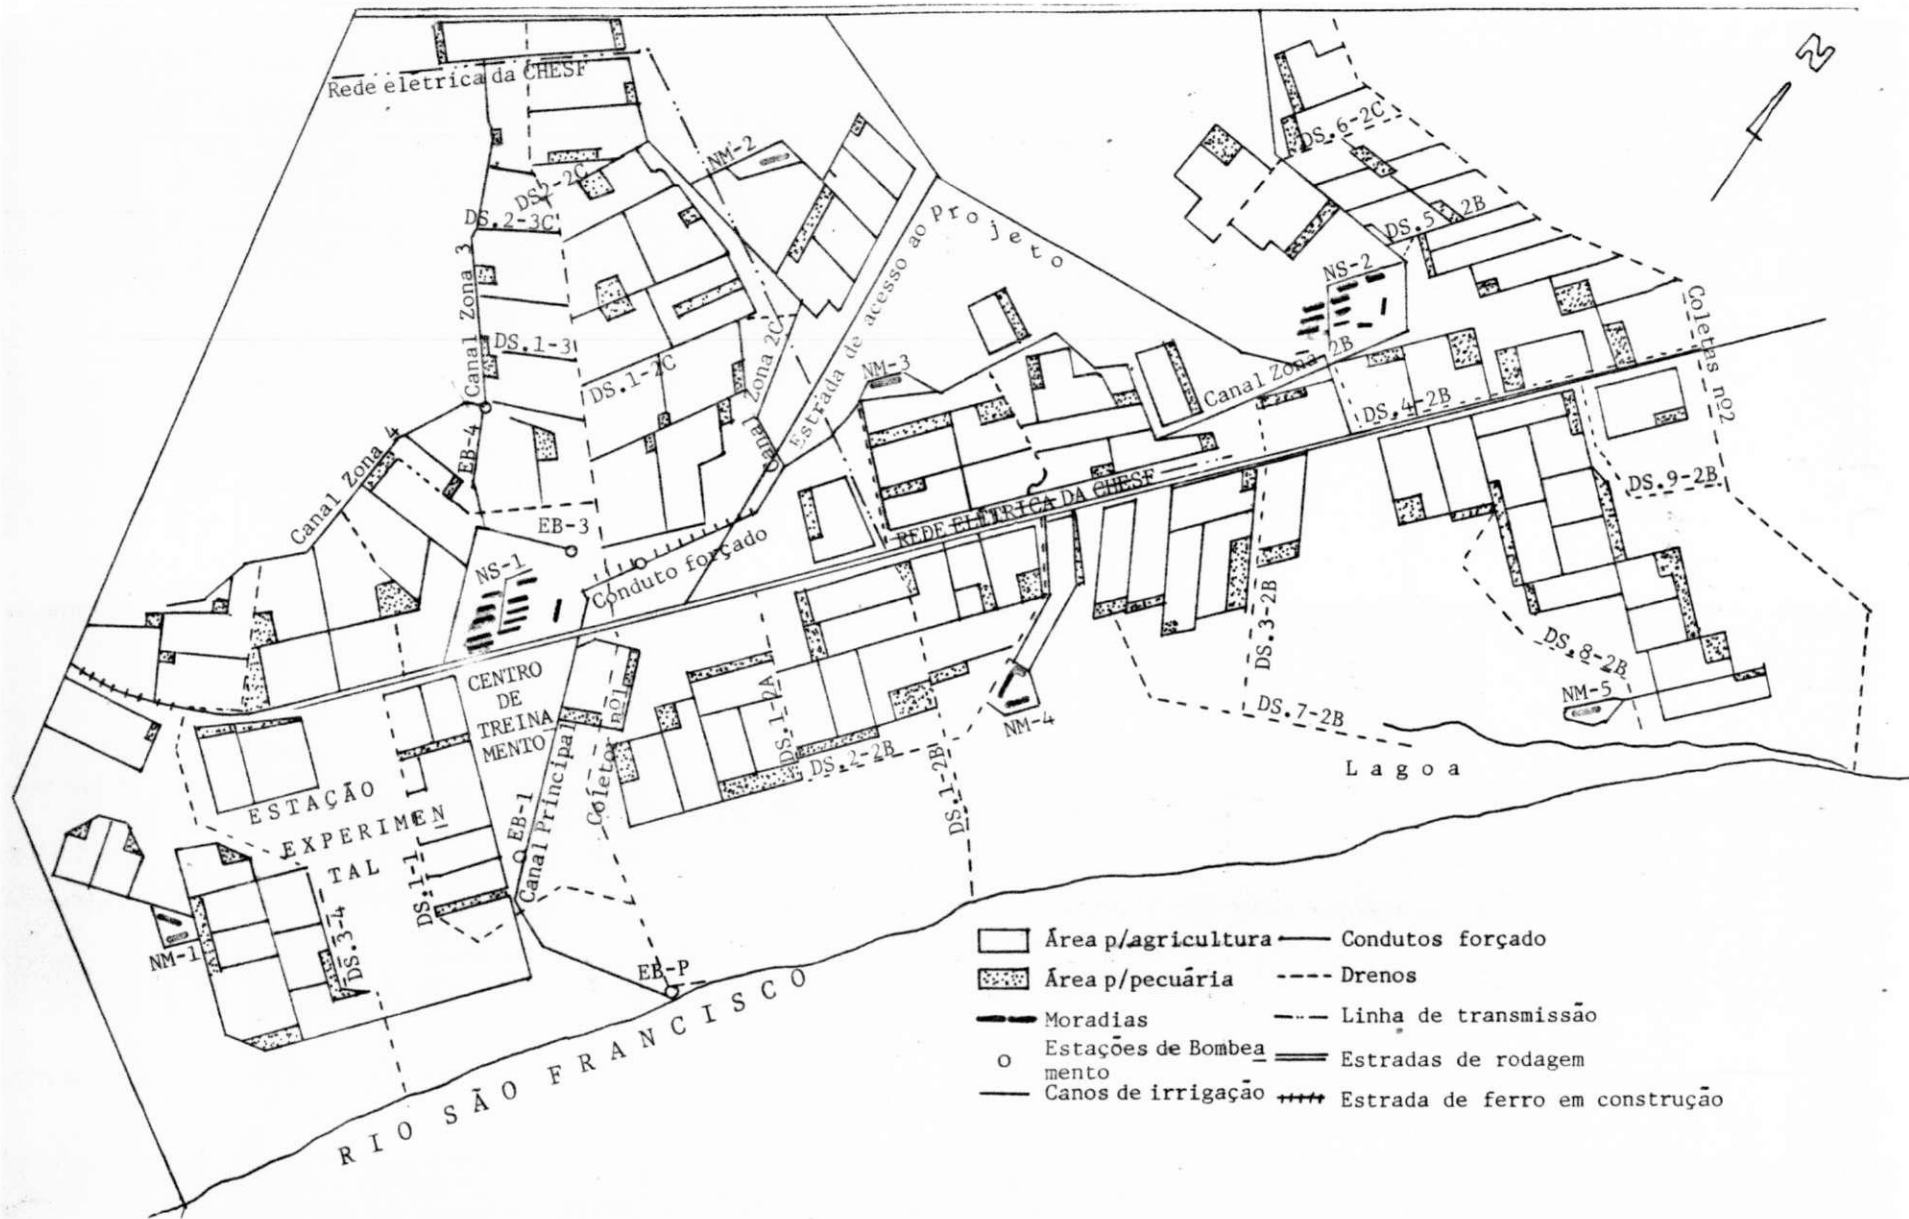 N
Rede elétrica da CHESF
NM-2
DS.6-2C
DS2-2C
DS.2-3C
DS.5 2B
Canal Zona 3
Estrada de acesso ao Projeto
NS-2
DS.1-3
DS.1-2C
Canal Zona 2C
NM-3
Canal Zona 2B
Coletas nº2
DS.4-2B
Canal Zona 4
EB-4
DS.9-2B
EB-3
REDE ELÉTRICA DA CHESF
Conduto forçado
NS-1
DS.3-2B
DS.8-2B
CENTRO
DE
TREINA
MENTO
Coletor nº1
DS.1-2A
NM-4
DS.7-2B
NM-5
DS.2-2B
Lagoa
ESTAÇÃO
EXPERIMEN
TAL
EB-1
Canal Principal
DS.1-2B
DS.1-1
DS.3-4
NM-1
EB-P
RIO SÃO FRANCISCO
Área p/agricultura
Área p/pecuária
Moradias
Estações de Bombea
mento
Canos de irrigação
Condutos forçado
Drenos
Linha de transmissão
Estradas de rodagem
Estrada de ferro em construção